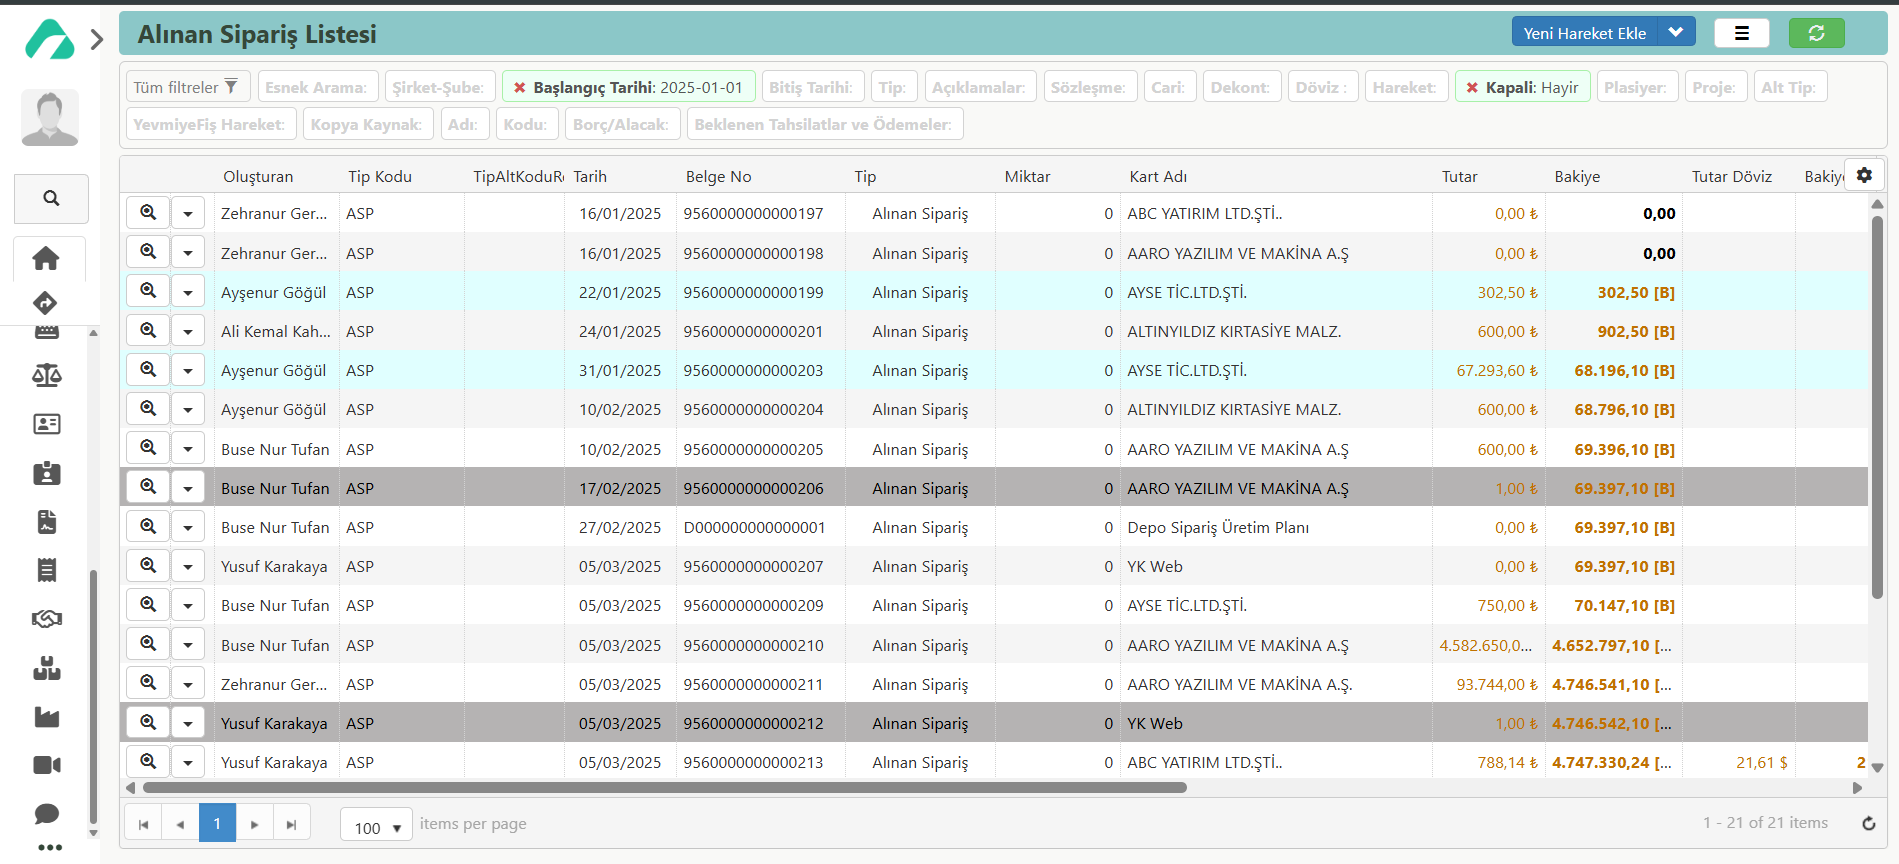 Alınan Sipariş Listesi
Yeni Hareket Ekle
Tüm filtreler Esnek Arama: Şirket-Şube: Başlangıç Tarihi: 2025-01-01 Bitiş Tarihi: Tip: Açıklamalar: Sözleşme: Cari: Dekont: Döviz : Hareket: Kapali: Hayir Plasiyer: Proje: Alt Tip:
YevmiyeFiş Hareket: Kopya Kaynak: Adı: Kodu: Borç/Alacak: Beklenen Tahsilatlar ve Ödemeler:
Oluşturan Tip Kodu TipAltKoduR Tarih Belge No Tip Miktar Kart Adı Tutar Bakiye Tutar Döviz Bakiy
Zehranur Ger... ASP 16/01/2025 9560000000000197 Alınan Sipariş 0 ABC YATIRIM LTD.ŞTİ.. 0,00 ₺ 0,00
Zehranur Ger... ASP 16/01/2025 9560000000000198 Alınan Sipariş 0 AARO YAZILIM VE MAKİNA A.Ş 0,00 ₺ 0,00
Ayşenur Göğül ASP 22/01/2025 9560000000000199 Alınan Sipariş 0 AYSE TİC.LTD.ŞTİ. 302,50 ₺ 302,50 [B]
Ali Kemal Kah... ASP 24/01/2025 9560000000000201 Alınan Sipariş 0 ALTINYILDIZ KIRTASİYE MALZ. 600,00 ₺ 902,50 [B]
Ayşenur Göğül ASP 31/01/2025 9560000000000203 Alınan Sipariş 0 AYSE TİC.LTD.ŞTİ. 67.293,60 ₺ 68.196,10 [B]
Ayşenur Göğül ASP 10/02/2025 9560000000000204 Alınan Sipariş 0 ALTINYILDIZ KIRTASİYE MALZ. 600,00 ₺ 68.796,10 [B]
Buse Nur Tufan ASP 10/02/2025 9560000000000205 Alınan Sipariş 0 AARO YAZILIM VE MAKİNA A.Ş 600,00 ₺ 69.396,10 [B]
Buse Nur Tufan ASP 17/02/2025 9560000000000206 Alınan Sipariş 0 AARO YAZILIM VE MAKİNA A.Ş 1,00 ₺ 69.397,10 [B]
Buse Nur Tufan ASP 27/02/2025 D000000000000001 Alınan Sipariş 0 Depo Sipariş Üretim Planı 0,00 ₺ 69.397,10 [B]
Yusuf Karakaya ASP 05/03/2025 9560000000000207 Alınan Sipariş 0 YK Web 0,00 ₺ 69.397,10 [B]
Buse Nur Tufan ASP 05/03/2025 9560000000000209 Alınan Sipariş 0 AYSE TİC.LTD.ŞTİ. 750,00 ₺ 70.147,10 [B]
Buse Nur Tufan ASP 05/03/2025 9560000000000210 Alınan Sipariş 0 AARO YAZILIM VE MAKİNA A.Ş 4.582.650,0... 4.652.797,10 [...
Zehranur Ger... ASP 05/03/2025 9560000000000211 Alınan Sipariş 0 AARO YAZILIM VE MAKİNA A.Ş. 93.744,00 ₺ 4.746.541,10 [...
Yusuf Karakaya ASP 05/03/2025 9560000000000212 Alınan Sipariş 0 YK Web 1,00 ₺ 4.746.542,10 [...
Yusuf Karakaya ASP 05/03/2025 9560000000000213 Alınan Sipariş 0 ABC YATIRIM LTD.ŞTİ.. 788,14 ₺ 4.747.330,24 [... 21,61 $ 2
1 100 items per page 1 - 21 of 21 items